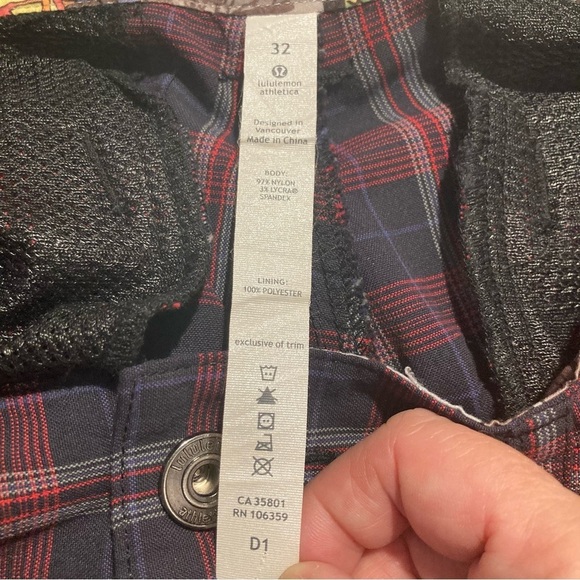 32
lululemon
athletica
Designed in
Vancouver
Made in China
BODY:
97% NYLON
3% LYCRA®
SPANDEX
LINING:
100% POLYESTER
exclusive of trim
CA 35801
RN 106359
D1